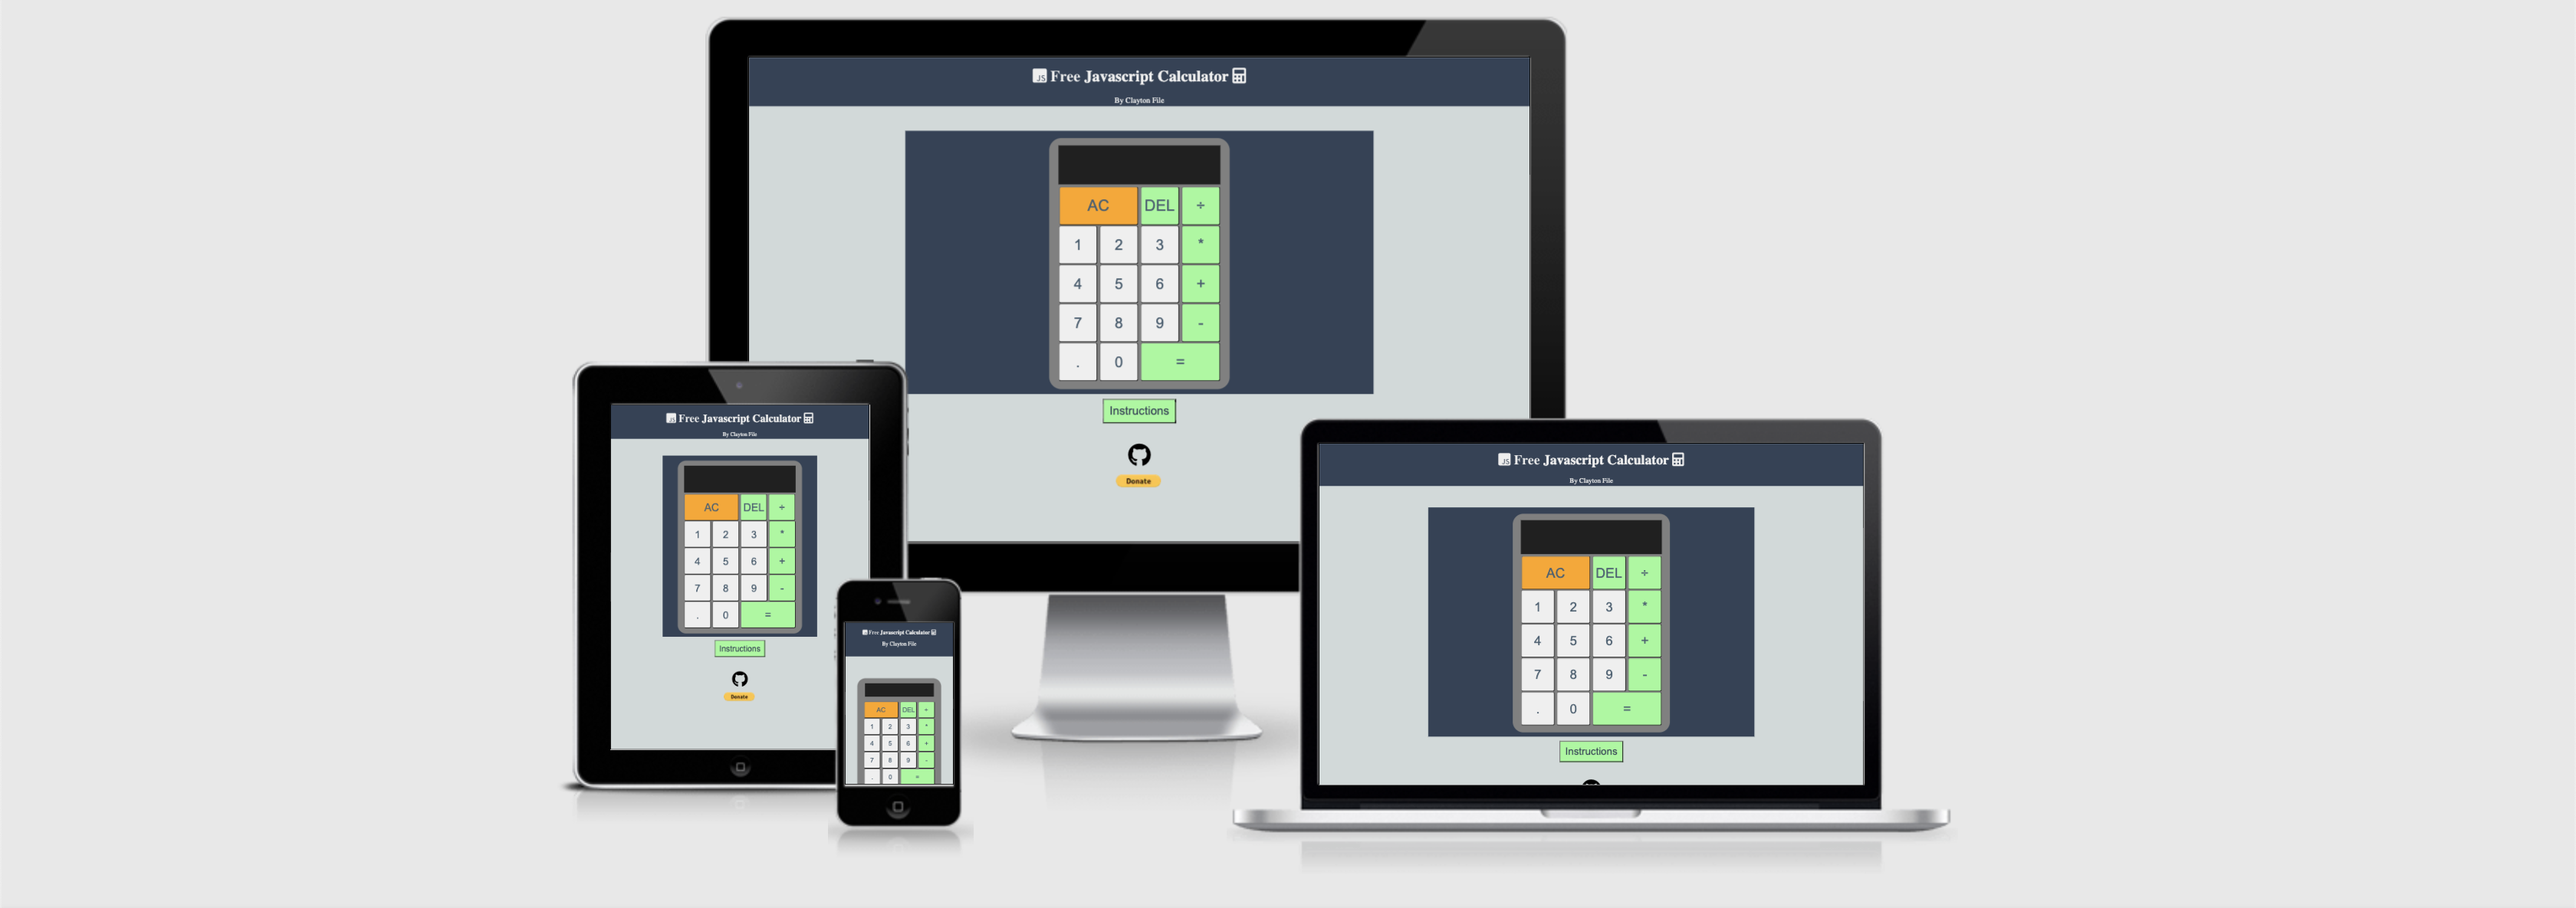 JS Free Javascript Calculator
By Clayton File
AC DEL ÷
1 2 3 *
4 5 6 +
7 8 9 -
. 0 =
Instructions
Donate
Free Javascript Calculator
By Clayton File
AC DEL ÷
1 2 3 *
4 5 6 +
7 8 9 -
. 0 =
Instructions
Donate
Free Javascript Calculator
By Clayton File
AC DEL ÷
1 2 3 *
4 5 6 +
7 8 9 -
. 0 =
JS Free Javascript Calculator
By Clayton File
AC DEL ÷
1 2 3 *
4 5 6 +
7 8 9 -
. 0 =
Instructions